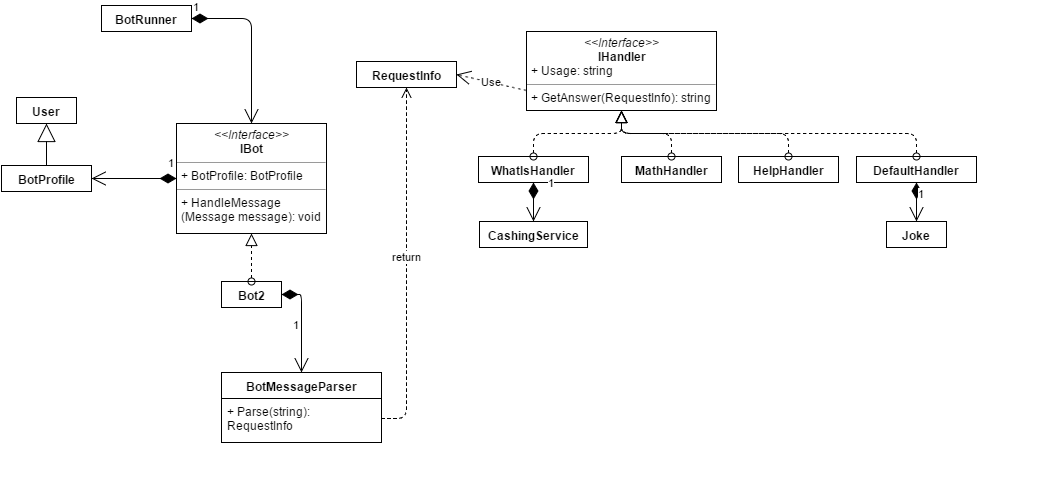 BotRunner
1
<<Interface>>
IHandler
+ Usage: string
+ GetAnswer(RequestInfo): string
RequestInfo
Use
User
<<Interface>>
IBot
+ BotProfile: BotProfile
+ HandleMessage
(Message message): void
1
BotProfile
WhatIsHandler
MathHandler
HelpHandler
DefaultHandler
1
1
CashingService
Joke
return
Bot2
1
BotMessageParser
+ Parse(string):
RequestInfo